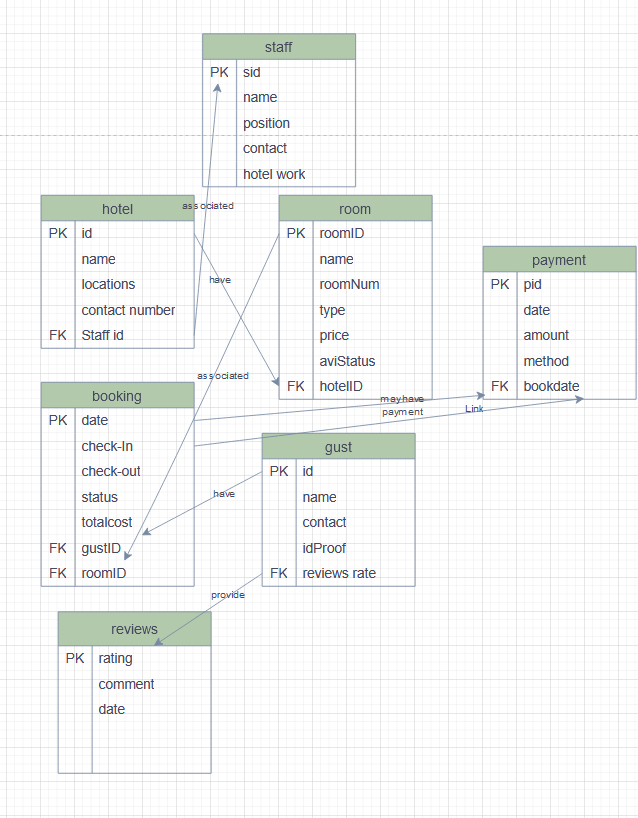 staff
PK sid
name
position
contact
hotel work
associated
hotel
PK id
name
locations
contact number
FK Staff id
have
room
PK roomID
name
roomNum
type
price
aviStatus
FK hotelID
payment
PK pid
date
amount
method
FK bookdate
associated
may have
payment
Link
booking
PK date
check-In
check-out
status
totalcost
FK gustID
FK roomID
have
gust
PK id
name
contact
idProof
FK reviews rate
provide
reviews
PK rating
comment
date